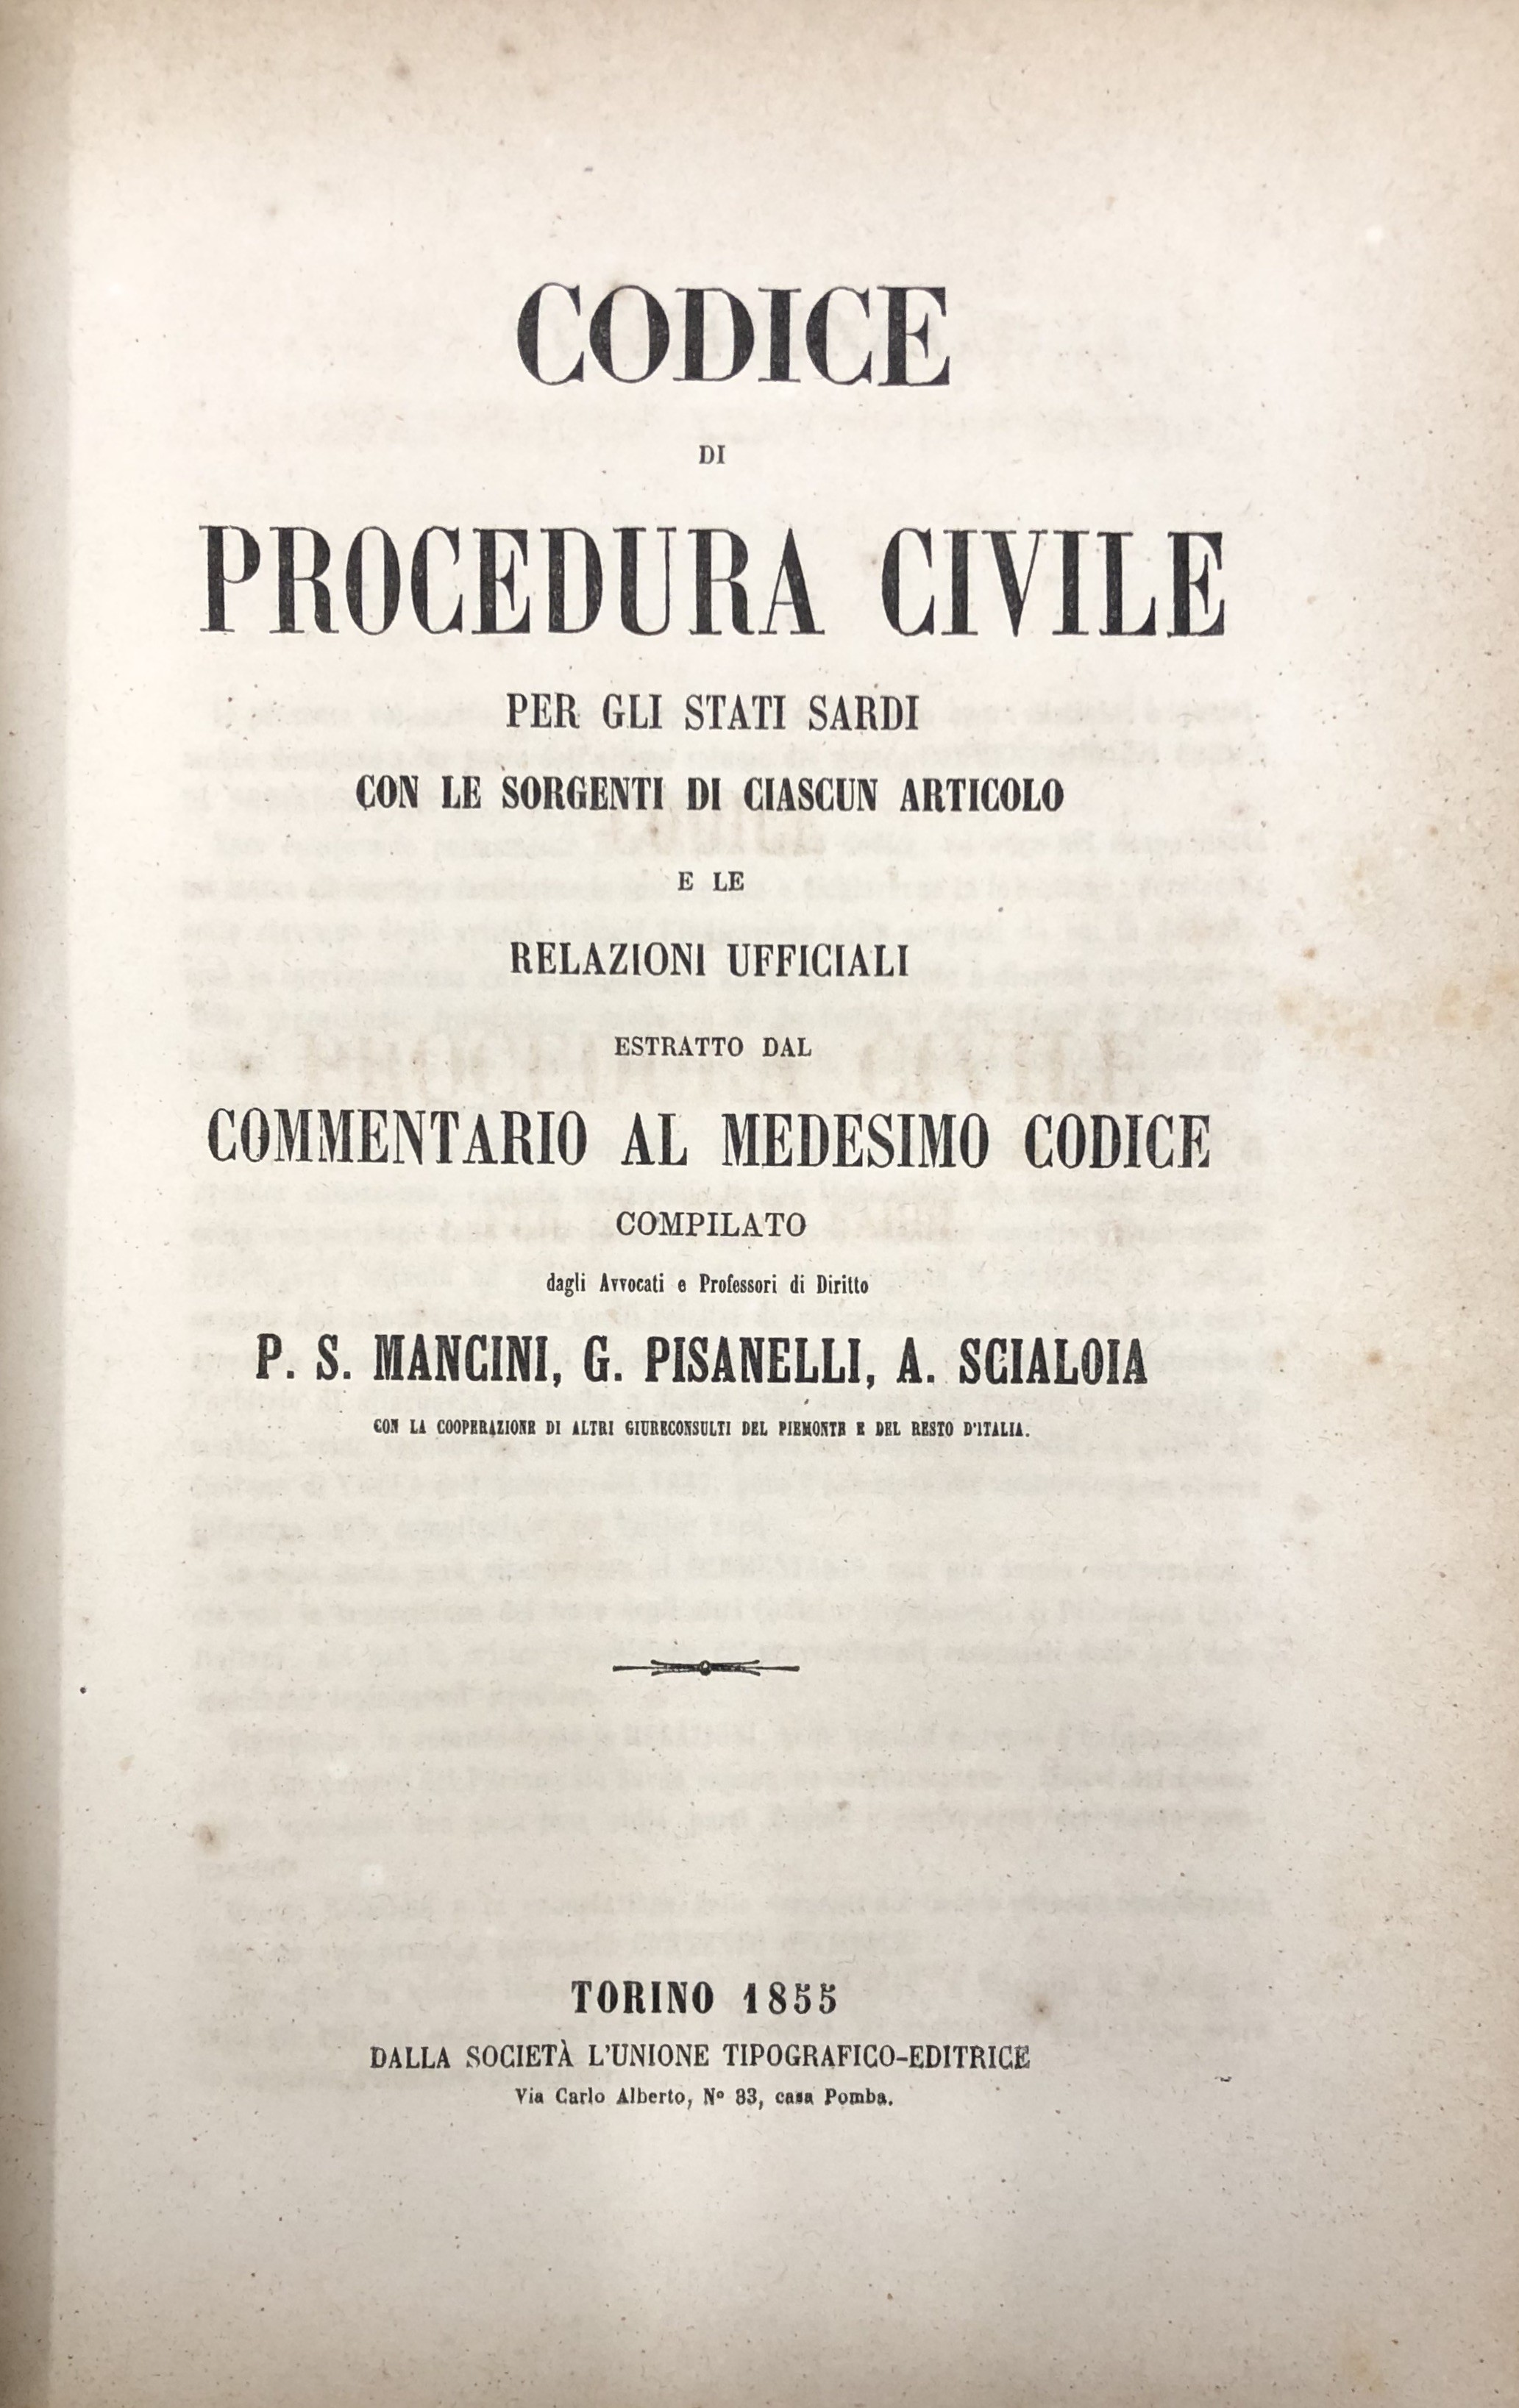 CODICE
DI
PROCEDURA CIVILE
PER GLI STATI SARDI
CON LE SORGENTI DI CIASCUN ARTICOLO
E LE
RELAZIONI UFFICIALI
ESTRATTO DAL
COMMENTARIO AL MEDESIMO CODICE
COMPILATO
dagli Avvocati e Professori di Diritto
P. S. MANCINI, G. PISANELLI, A. SCIALOIA
CON LA COOPERAZIONE DI ALTRI GIURECONSULTI DEL PIEMONTE E DEL RESTO D'ITALIA.
TORINO 1855
DALLA SOCIETÀ L'UNIONE TIPOGRAFICO-EDITRICE
Via Carlo Alberto, Nº 33, casa Pomba.